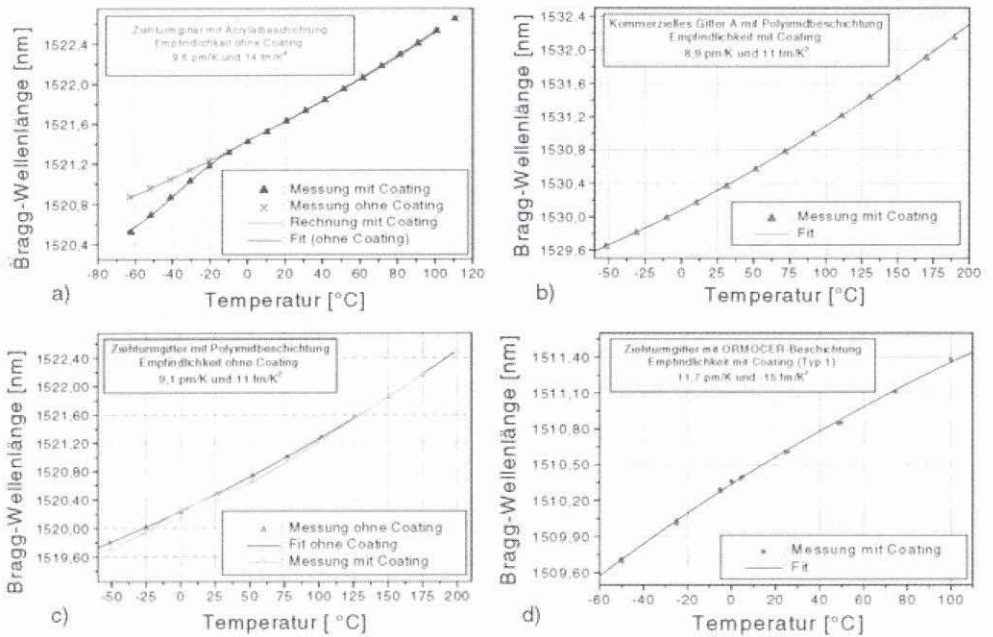 Ziehturmgitter mit Acrylatbeschichtung
Empfindlichkeit ohne Coating
9,6 pm/K und 14 fm/K²
Bragg-Wellenlänge [nm]
1522,4
1522,0
1521,6
1521,2
1520,8
1520,4
▲ Messung mit Coating
× Messung ohne Coating
Rechnung mit Coating
Fit (ohne Coating)
-80 -60 -40 -20 0 20 40 60 80 100 120
a)
Temperatur [°C]
Kommerzielles Gitter A mit Polyimidbeschichtung
Empfindlichkeit mit Coating:
8,9 pm/K und 11 fm/K²
Bragg-Wellenlänge [nm]
1532,4
1532,0
1531,6
1531,2
1530,8
1530,4
1530,0
1529,6
Messung mit Coating
Fit
-50 -25 0 25 50 75 100 125 150 175 200
b)
Temperatur [°C]
Ziehturmgitter mit Polyimidbeschichtung
Empfindlichkeit ohne Coating
9,1 pm/K und 11 fm/K²
Bragg-Wellenlänge [nm]
1522,40
1522,00
1521,60
1521,20
1520,80
1520,40
1520,00
1519,60
Messung ohne Coating
Fit ohne Coating
Messung mit Coating
-50 -25 0 25 50 75 100 125 150 175 200
c)
Temperatur [ °C]
Ziehturmgitter mit ORMOCER-Beschichtung
Empfindlichkeit mit Coating (Typ 1)
11,7 pm/K und -15 fm/K²
Bragg-Wellenlänge [nm]
1511,40
1511,10
1510,80
1510,50
1510,20
1509,90
1509,60
Messung mit Coating
Fit
-60 -40 -20 0 20 40 60 80 100
d)
Temperatur [°C]